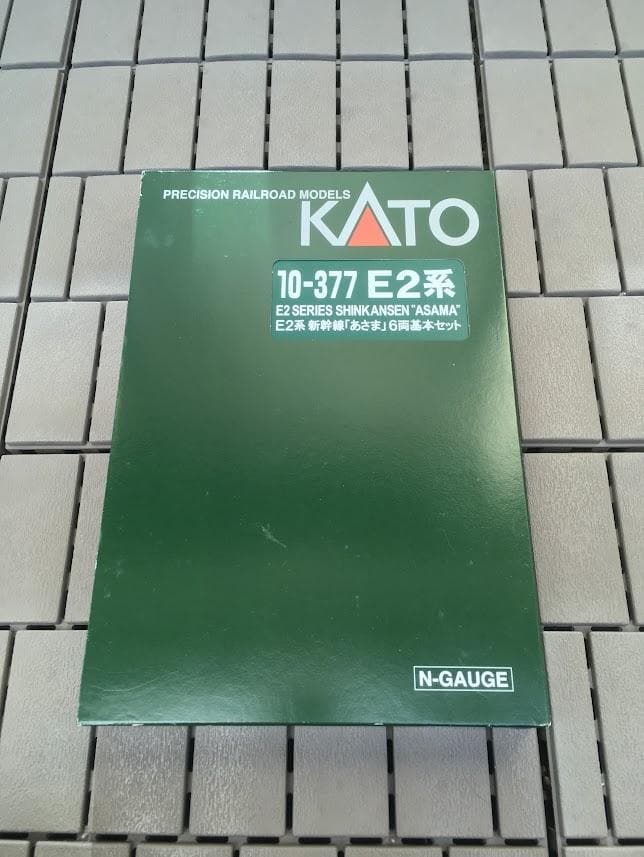 PRECISION RAILROAD MODELS
KATO
10-377 E2系
E2 SERIES SHINKANSEN "ASAMA"
E2系 新幹線「あさま」6両基本セット
N-GAUGE